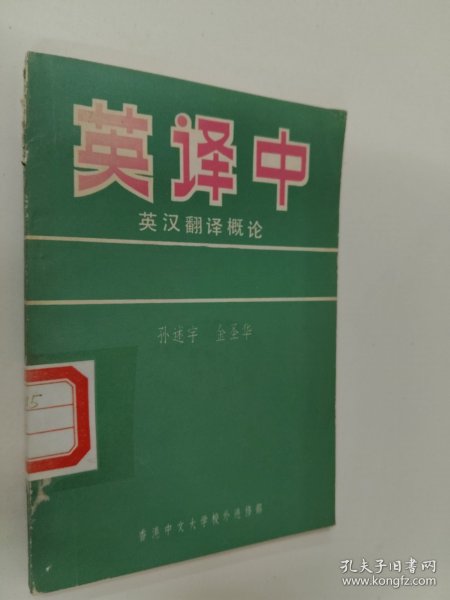 英译中
英汉翻译概论
孙述宇 金圣华
15
香港中文大学校外进修部
孔夫子旧书网
www.kongfz.com